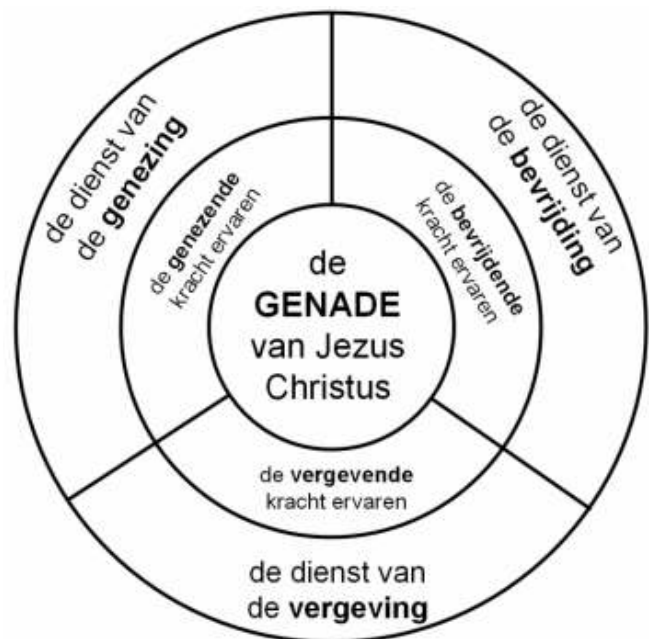 de dienst van
de genezing
de dienst van
de bevrijding
de genezende
kracht ervaren
de bevrijdende
kracht ervaren
de
GENADE
van Jezus
Christus
de vergevende
kracht ervaren
de dienst van
de vergeving